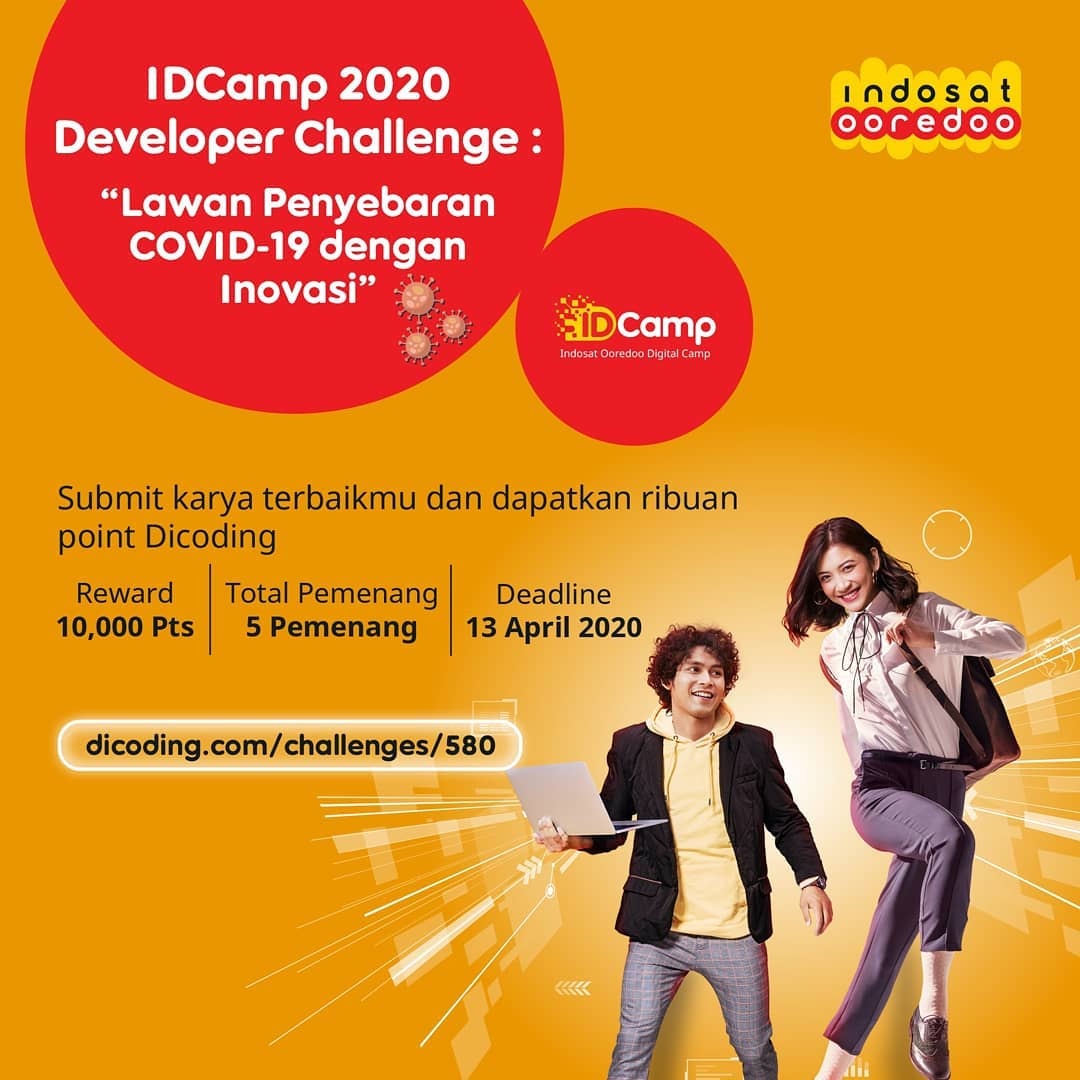 IDCamp 2020
Developer Challenge :
“Lawan Penyebaran
COVID-19 dengan
Inovasi”
indosat
ooredoo
IDCamp
Indosat Ooredoo Digital Camp
Submit karya terbaikmu dan dapatkan ribuan
point Dicoding
Reward
10,000 Pts
Total Pemenang
5 Pemenang
Deadline
13 April 2020
dicoding.com/challenges/580